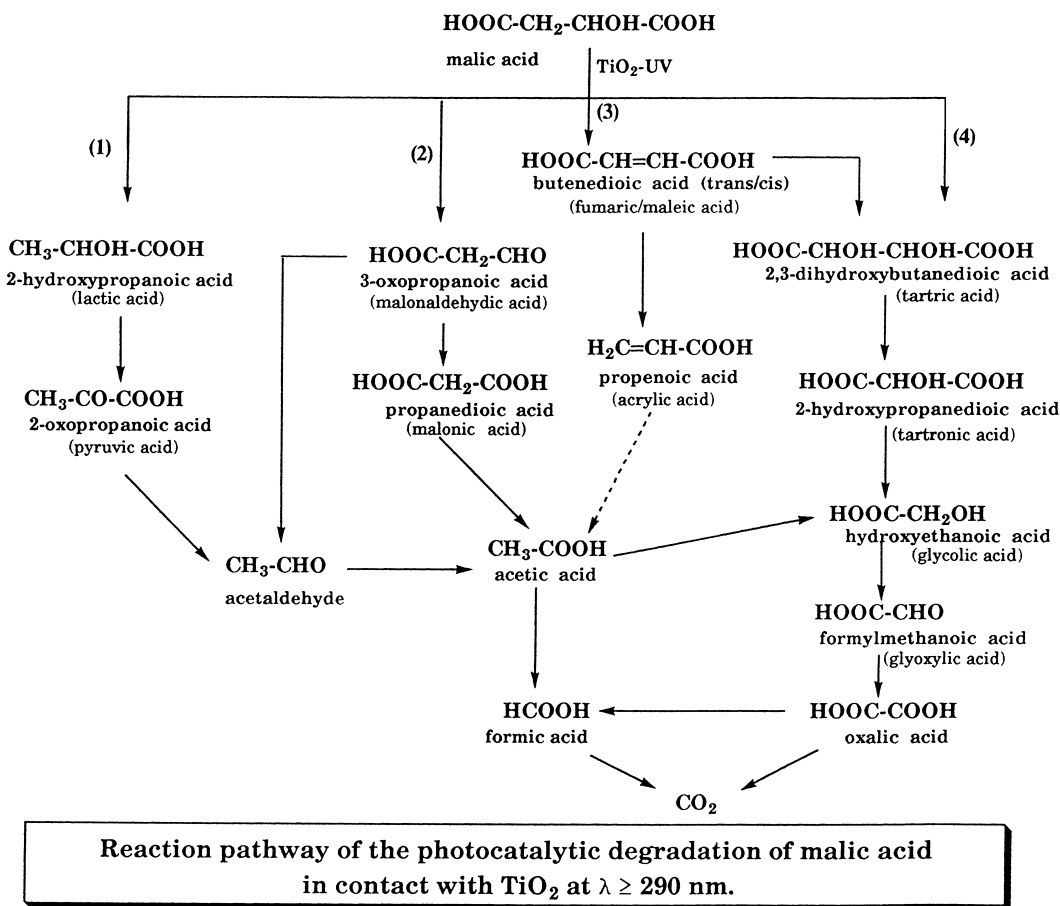 HOOC-CH₂-CHOH-COOH
malic acid
TiO₂-UV
(1)
(2)
(3)
(4)
HOOC-CH=CH-COOH
butenedioic acid (trans/cis)
(fumaric/maleic acid)
CH₃-CHOH-COOH
2-hydroxypropanoic acid
(lactic acid)
HOOC-CH₂-CHO
3-oxopropanoic acid
(malonaldehydic acid)
HOOC-CHOH-CHOH-COOH
2,3-dihydroxybutanedioic acid
(tartric acid)
H₂C=CH-COOH
propenoic acid
(acrylic acid)
CH₃-CO-COOH
2-oxopropanoic acid
(pyruvic acid)
HOOC-CH₂-COOH
propanedioic acid
(malonic acid)
HOOC-CHOH-COOH
2-hydroxypropanedioic acid
(tartronic acid)
HOOC-CH₂OH
hydroxyethanoic acid
(glycolic acid)
CH₃-CHO
acetaldehyde
CH₃-COOH
acetic acid
HOOC-CHO
formylmethanoic acid
(glyoxylic acid)
HCOOH
formic acid
HOOC-COOH
oxalic acid
CO₂
Reaction pathway of the photocatalytic degradation of malic acid
in contact with TiO₂ at λ ≥ 290 nm.